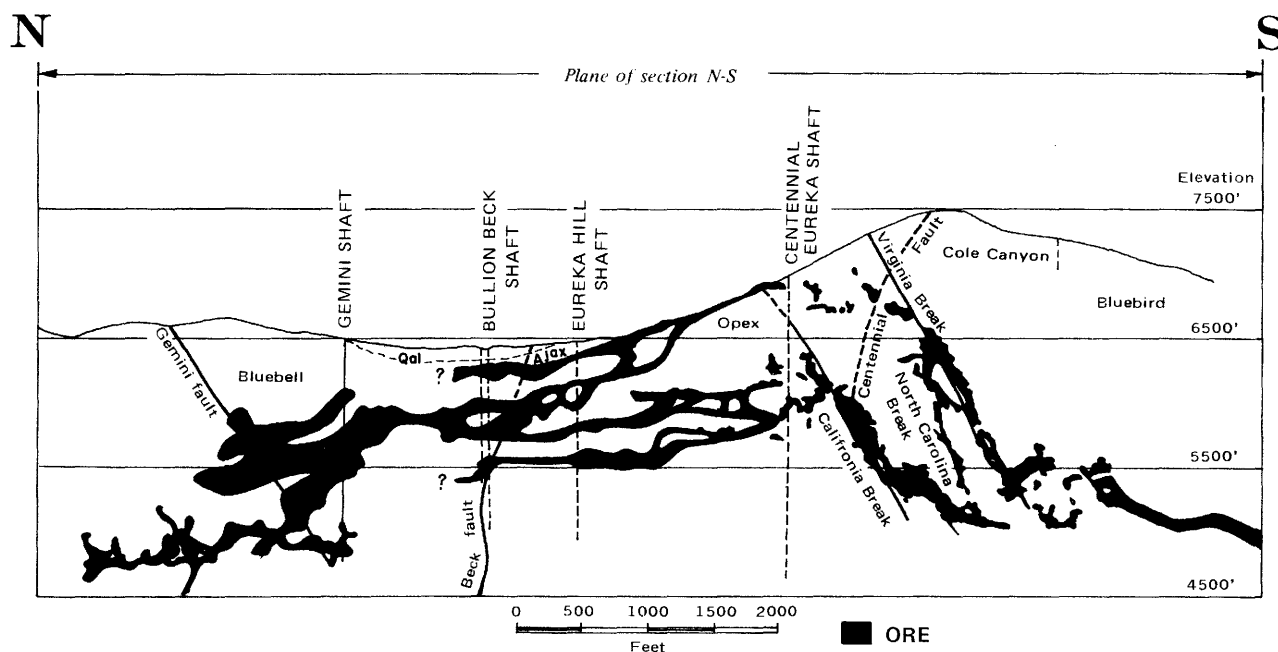 N
S
Plane of section N-S
GEMINI SHAFT
BULLION BECK
SHAFT
EUREKA HILL
SHAFT
CENTENNIAL
EUREKA SHAFT
Elevation
7500'
Virginia Break
Fault
Cole Canyon
Bluebird
Opex
6500'
Gemini fault
Bluebell
Qal
Ajax
?
Centennial
North Carolina
Break
Califronia Break
5500'
?
Beck fault
4500'
0 500 1000 1500 2000
Feet
ORE